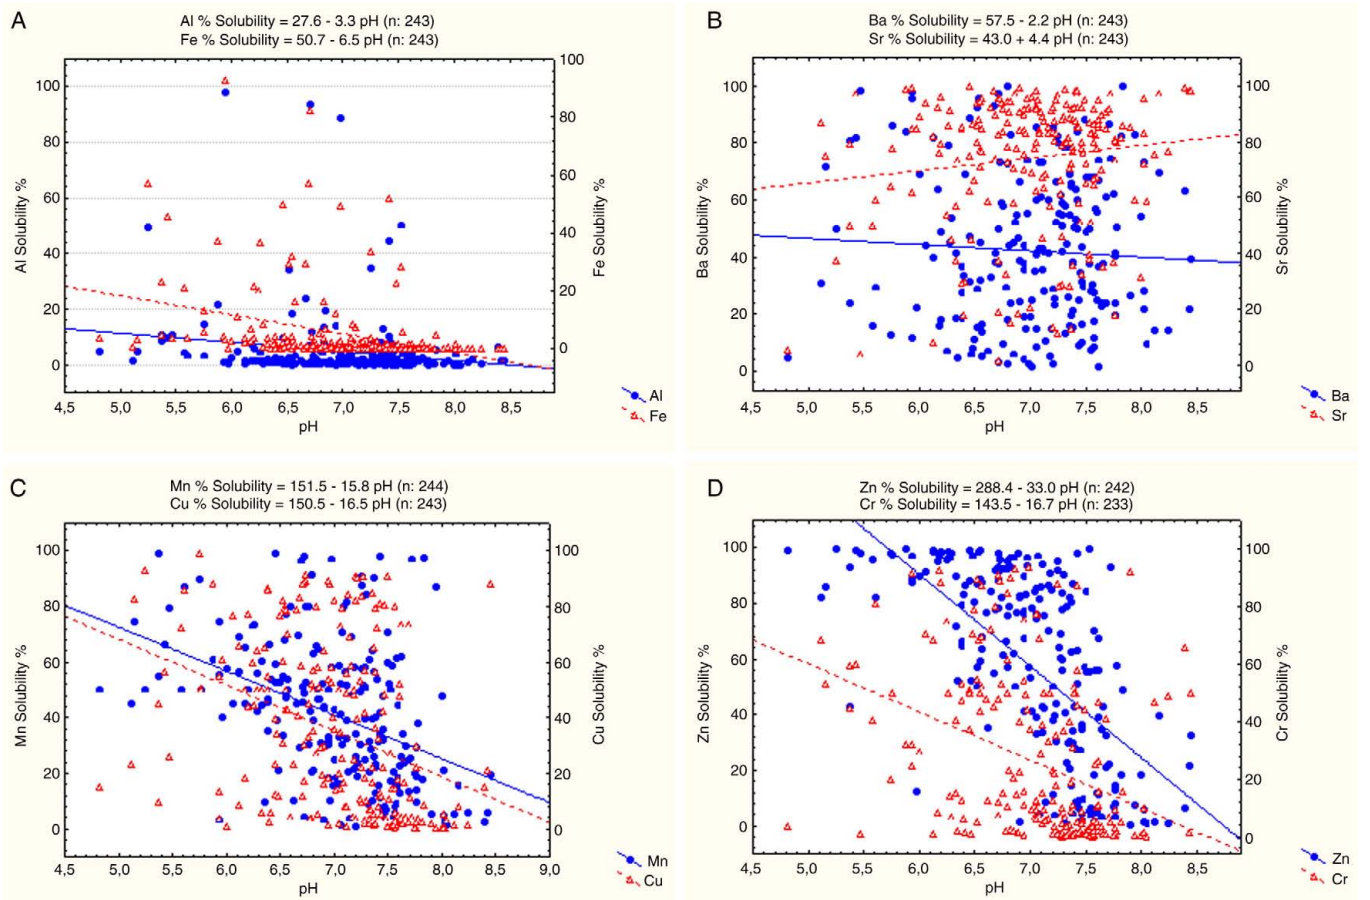 A
Al % Solubility = 27.6 - 3.3 pH (n: 243)
Fe % Solubility = 50.7 - 6.5 pH (n: 243)
100
80
60
40
20
0
Al Solubility %
100
80
60
40
20
0
Fe Solubility %
4,5 5,0 5,5 6,0 6,5 7,0 7,5 8,0 8,5
pH
Al
Fe
B
Ba % Solubility = 57.5 - 2.2 pH (n: 243)
Sr % Solubility = 43.0 + 4.4 pH (n: 243)
100
80
60
40
20
0
Ba Solubility %
100
80
60
40
20
0
Sr Solubility %
4,5 5,0 5,5 6,0 6,5 7,0 7,5 8,0 8,5
pH
Ba
Sr
C
Mn % Solubility = 151.5 - 15.8 pH (n: 244)
Cu % Solubility = 150.5 - 16.5 pH (n: 243)
100
80
60
40
20
0
Mn Solubility %
100
80
60
40
20
0
Cu Solubility %
4,5 5,0 5,5 6,0 6,5 7,0 7,5 8,0 8,5 9,0
pH
Mn
Cu
D
Zn % Solubility = 288.4 - 33.0 pH (n: 242)
Cr % Solubility = 143.5 - 16.7 pH (n: 233)
100
80
60
40
20
0
Zn Solubility %
100
80
60
40
20
0
Cr Solubility %
4,5 5,0 5,5 6,0 6,5 7,0 7,5 8,0 8,5
pH
Zn
Cr